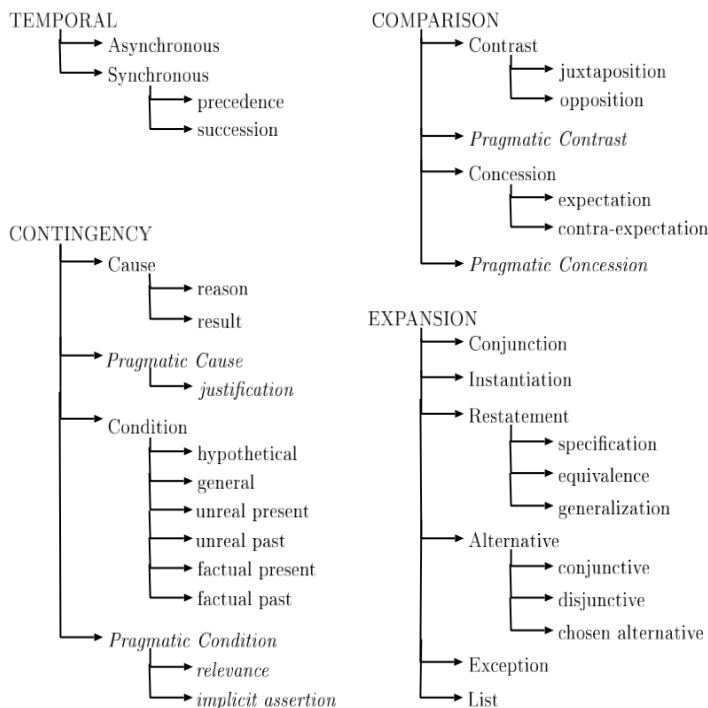 TEMPORAL
Asynchronous
Synchronous
precedence
succession
CONTINGENCY
Cause
reason
result
Pragmatic Cause
justification
Condition
hypothetical
general
unreal present
unreal past
factual present
factual past
Pragmatic Condition
relevance
implicit assertion
COMPARISON
Contrast
juxtaposition
opposition
Pragmatic Contrast
Concession
expectation
contra-expectation
Pragmatic Concession
EXPANSION
Conjunction
Instantiation
Restatement
specification
equivalence
generalization
Alternative
conjunctive
disjunctive
chosen alternative
Exception
List